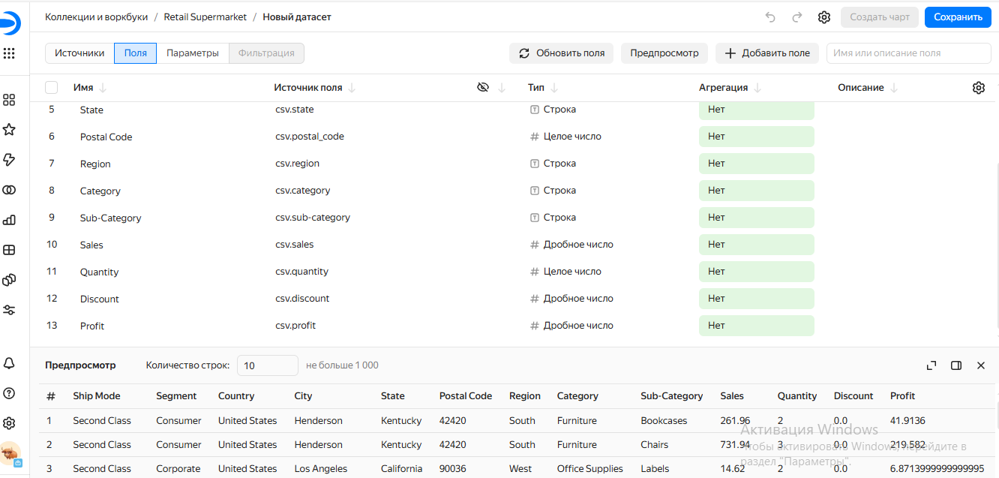 Коллекции и воркбуки / Retail Supermarket / Новый датасет Создать чарт Сохранить
Источники Поля Параметры Фильтрация Обновить поля Предпросмотр Добавить поле Имя или описание поля
Имя Источник поля Тип Агрегация Описание
5 State csv.state Строка Нет
6 Postal Code csv.postal_code Целое число Нет
7 Region csv.region Строка Нет
8 Category csv.category Строка Нет
9 Sub-Category csv.sub-category Строка Нет
10 Sales csv.sales Дробное число Нет
11 Quantity csv.quantity Целое число Нет
12 Discount csv.discount Дробное число Нет
13 Profit csv.profit Дробное число Нет
Предпросмотр Количество строк: 10 не больше 1 000
# Ship Mode Segment Country City State Postal Code Region Category Sub-Category Sales Quantity Discount Profit
1 Second Class Consumer United States Henderson Kentucky 42420 South Furniture Bookcases 261.96 2 0.0 41.9136
Активация Windows
2 Second Class Consumer United States Henderson Kentucky 42420 South Furniture Chairs 731.94 3 0.0 219.582
Чтобы активировать Windows, перейдите в
раздел "Параметры".
3 Second Class Corporate United States Los Angeles California 90036 West Office Supplies Labels 14.62 2 0.0 6.8713999999999995